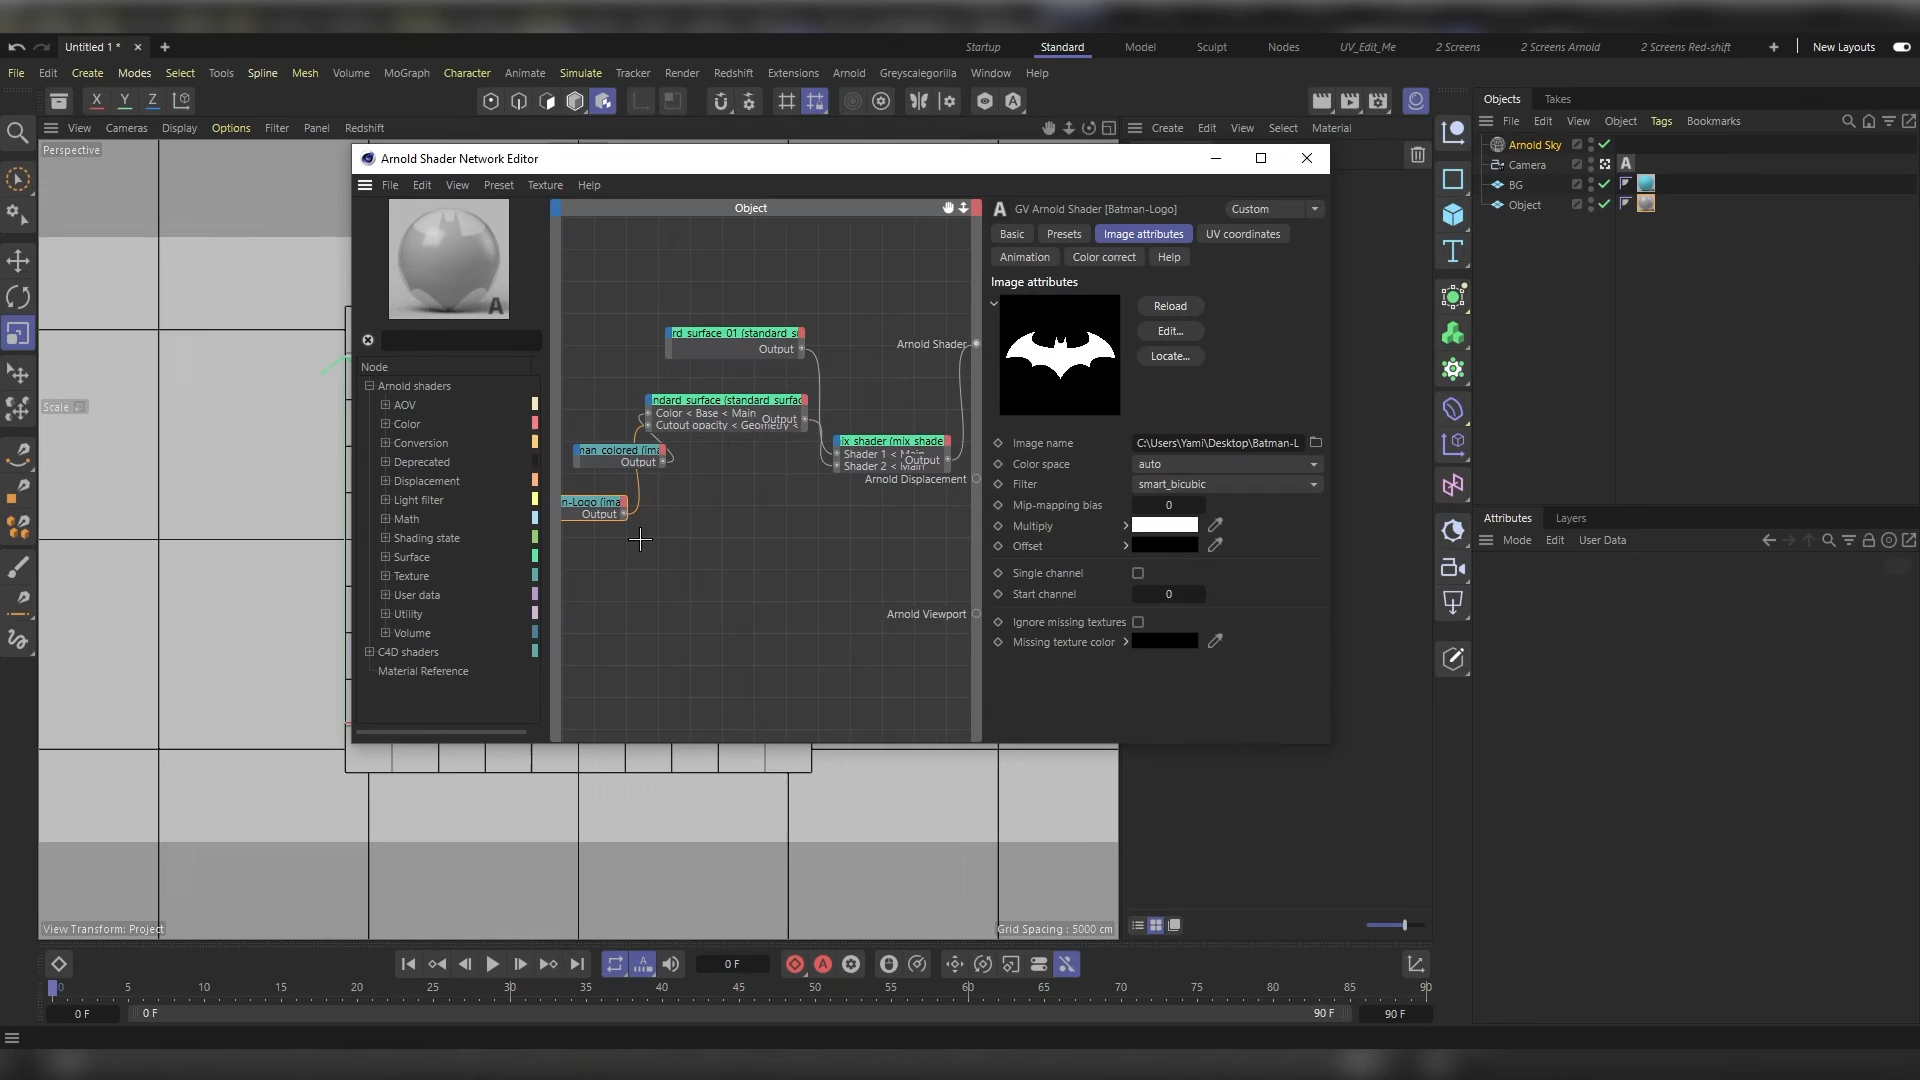 Untitled 1 *
Startup Standard Model Sculpt Nodes UV_Edit_Me 2 Screens 2 Screens Arnold 2 Screens Red-shift New Layouts
File Edit Create Modes Select Tools Spline Mesh Volume MoGraph Character Animate Simulate Tracker Render Redshift Extensions Arnold Greyscalegorilla Window Help
X Y Z
View Cameras Display Options Filter Panel Redshift
Create Edit View Select Material
Objects Takes
File Edit View Object Tags Bookmarks
Arnold Sky
Camera
BG
Object
Perspective
Scale
Arnold Shader Network Editor
File Edit View Preset Texture Help
Node
Arnold shaders
AOV
Color
Conversion
Deprecated
Displacement
Light filter
Math
Shading state
Surface
Texture
User data
Utility
Volume
C4D shaders
Material Reference
Object
rd_surface_01 (standard_s
Output
ndard_surface (standard_surfac
Color < Base < Main
Output
Cutout opacity < Geometry <
man_colored (ima
Output
n-Logo (ima
Output
ix_shader (mix_shade
Shader 1 < Main
Output
Shader 2 < Main
Arnold Shader
Arnold Displacement
Arnold Viewport
GV Arnold Shader [Batman-Logo] Custom
Basic Presets Image attributes UV coordinates
Animation Color correct Help
Image attributes
Reload
Edit...
Locate...
Image name C:\Users\Yami\Desktop\Batman-L
Color space auto
Filter smart_bicubic
Mip-mapping bias 0
Multiply
Offset
Single channel
Start channel 0
Ignore missing textures
Missing texture color
Attributes Layers
Mode Edit User Data
View Transform: Project
Grid Spacing : 5000 cm
0 F
0 5 10 15 20 25 30 35 40 45 50 55 60 65 70 75 80 85 90
0 F 0 F 90 F 90 F